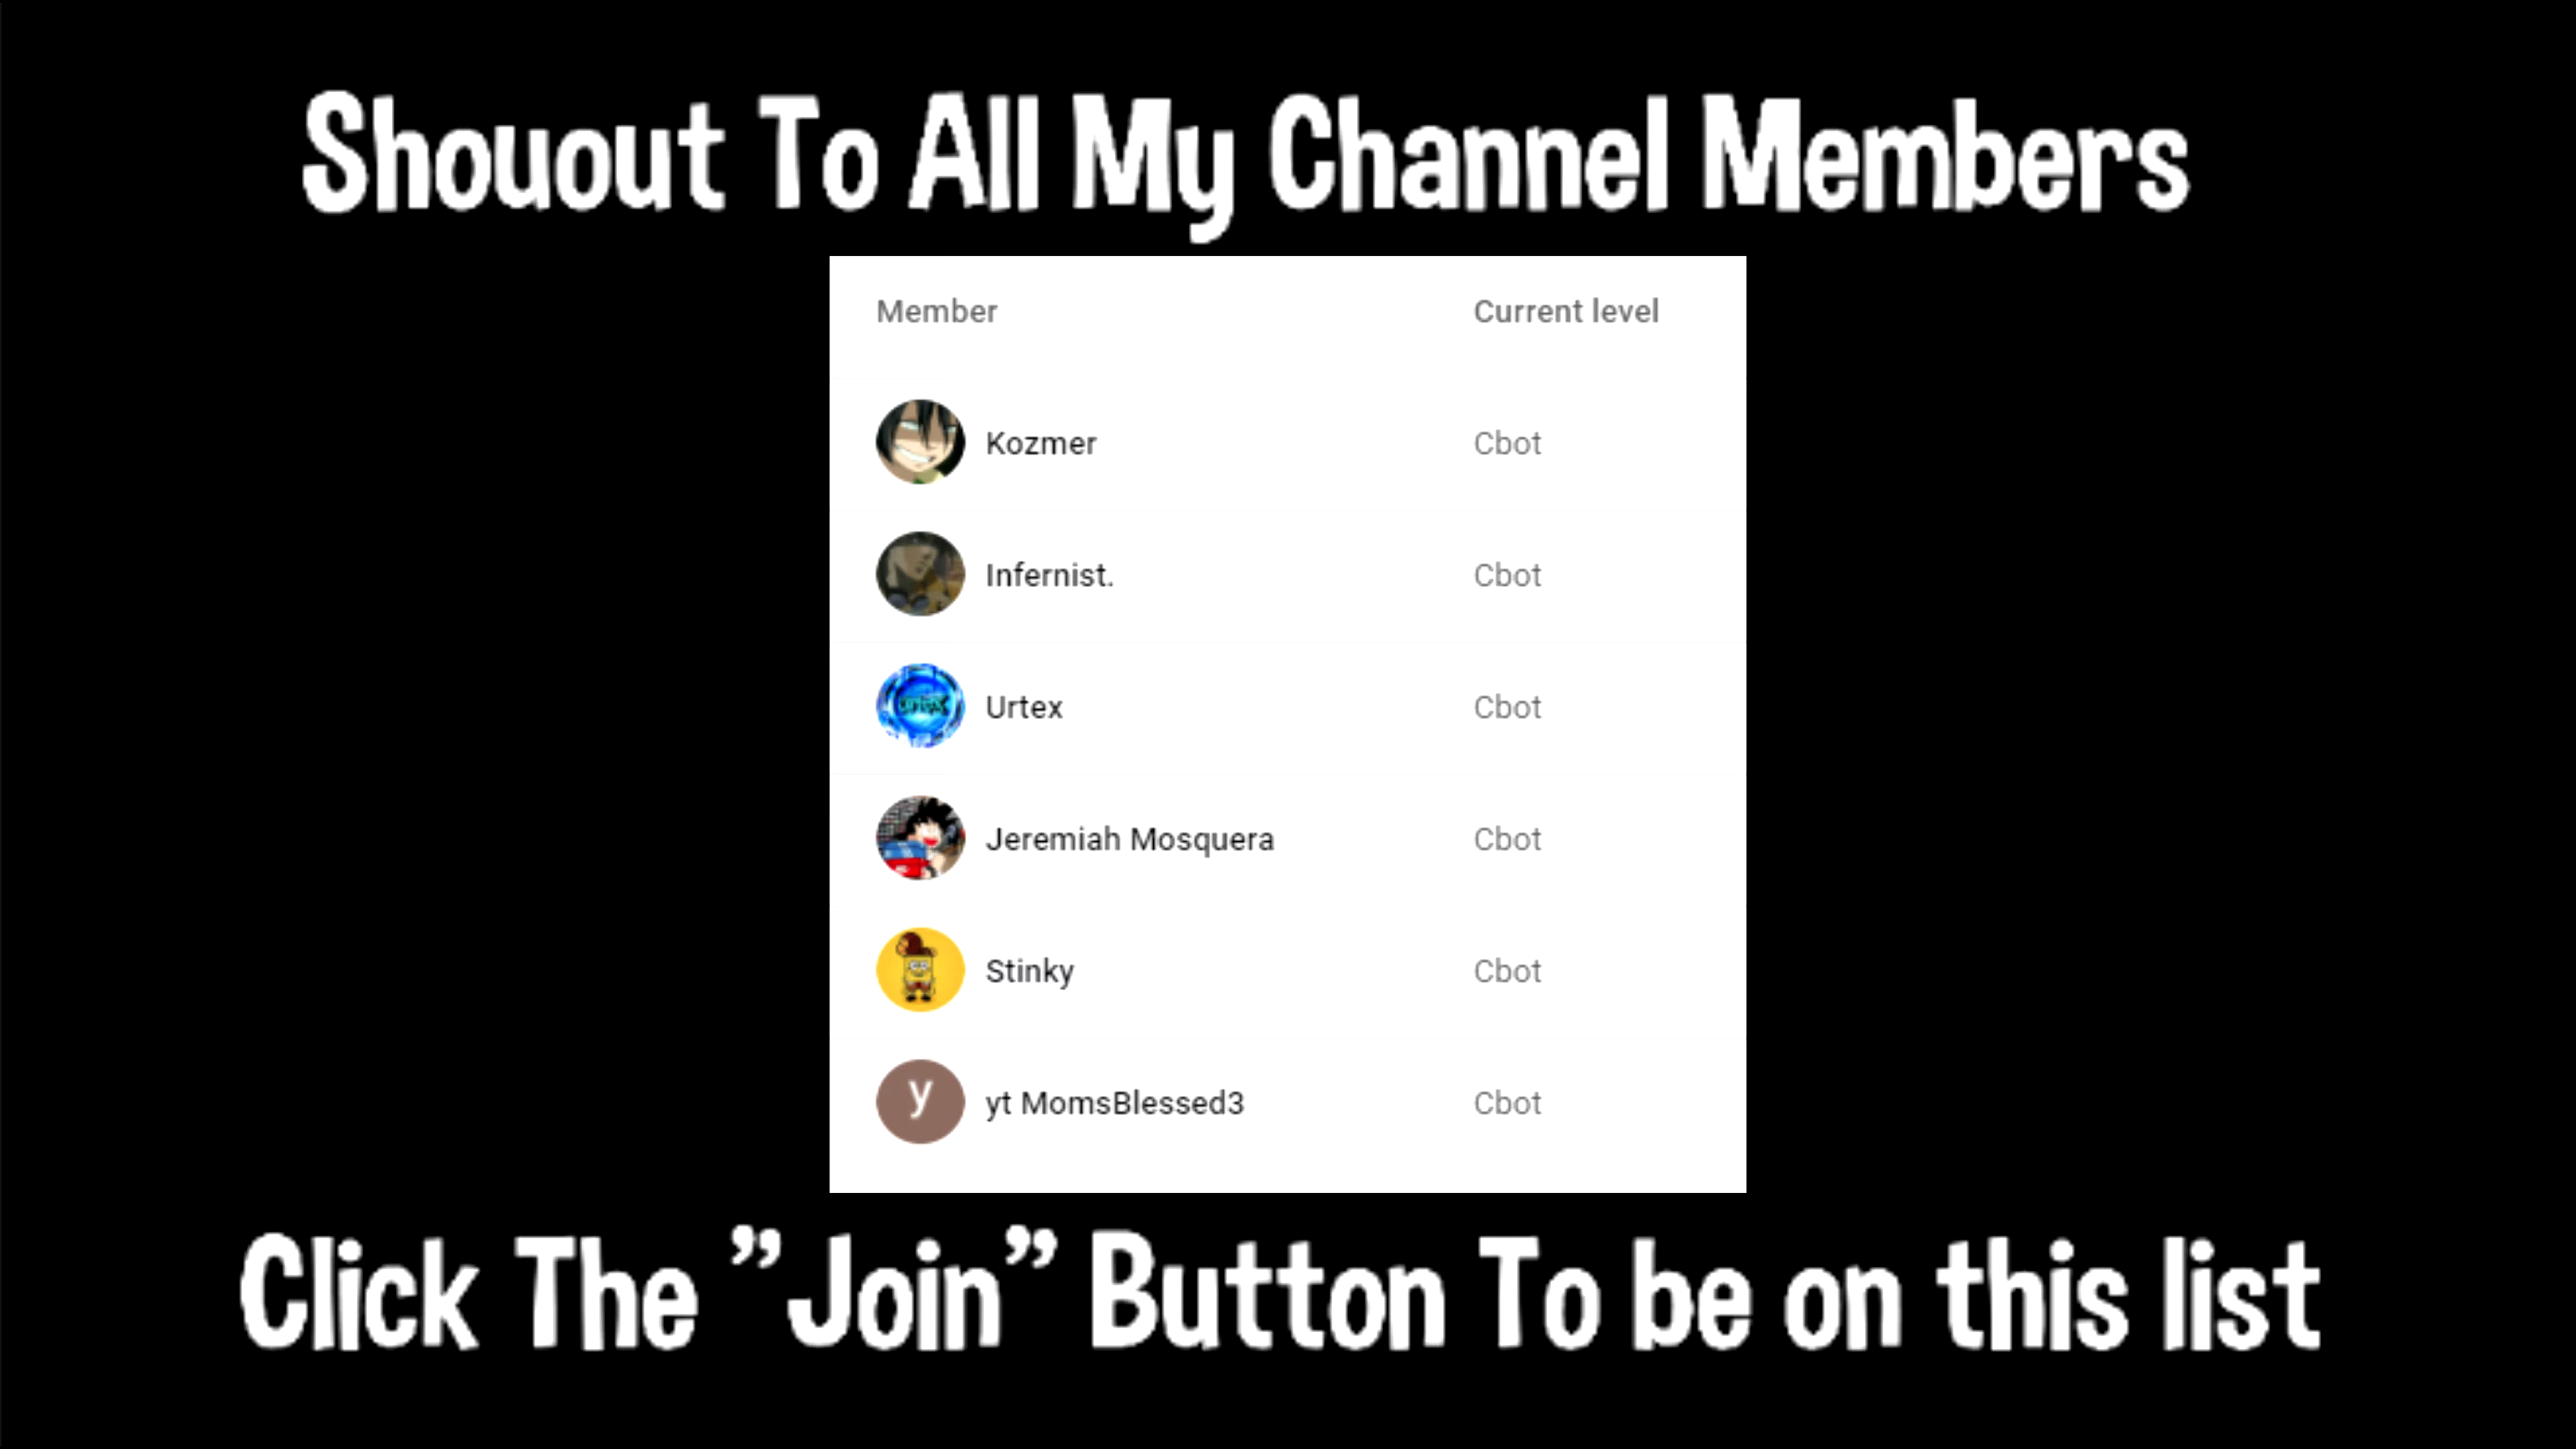 Shouout To All My Channel Members
Member Current level
Kozmer Cbot
Infernist. Cbot
urtex
Urtex Cbot
Jeremiah Mosquera Cbot
Stinky Cbot
y
yt MomsBlessed3 Cbot
Click The ”Join” Button To be on this list